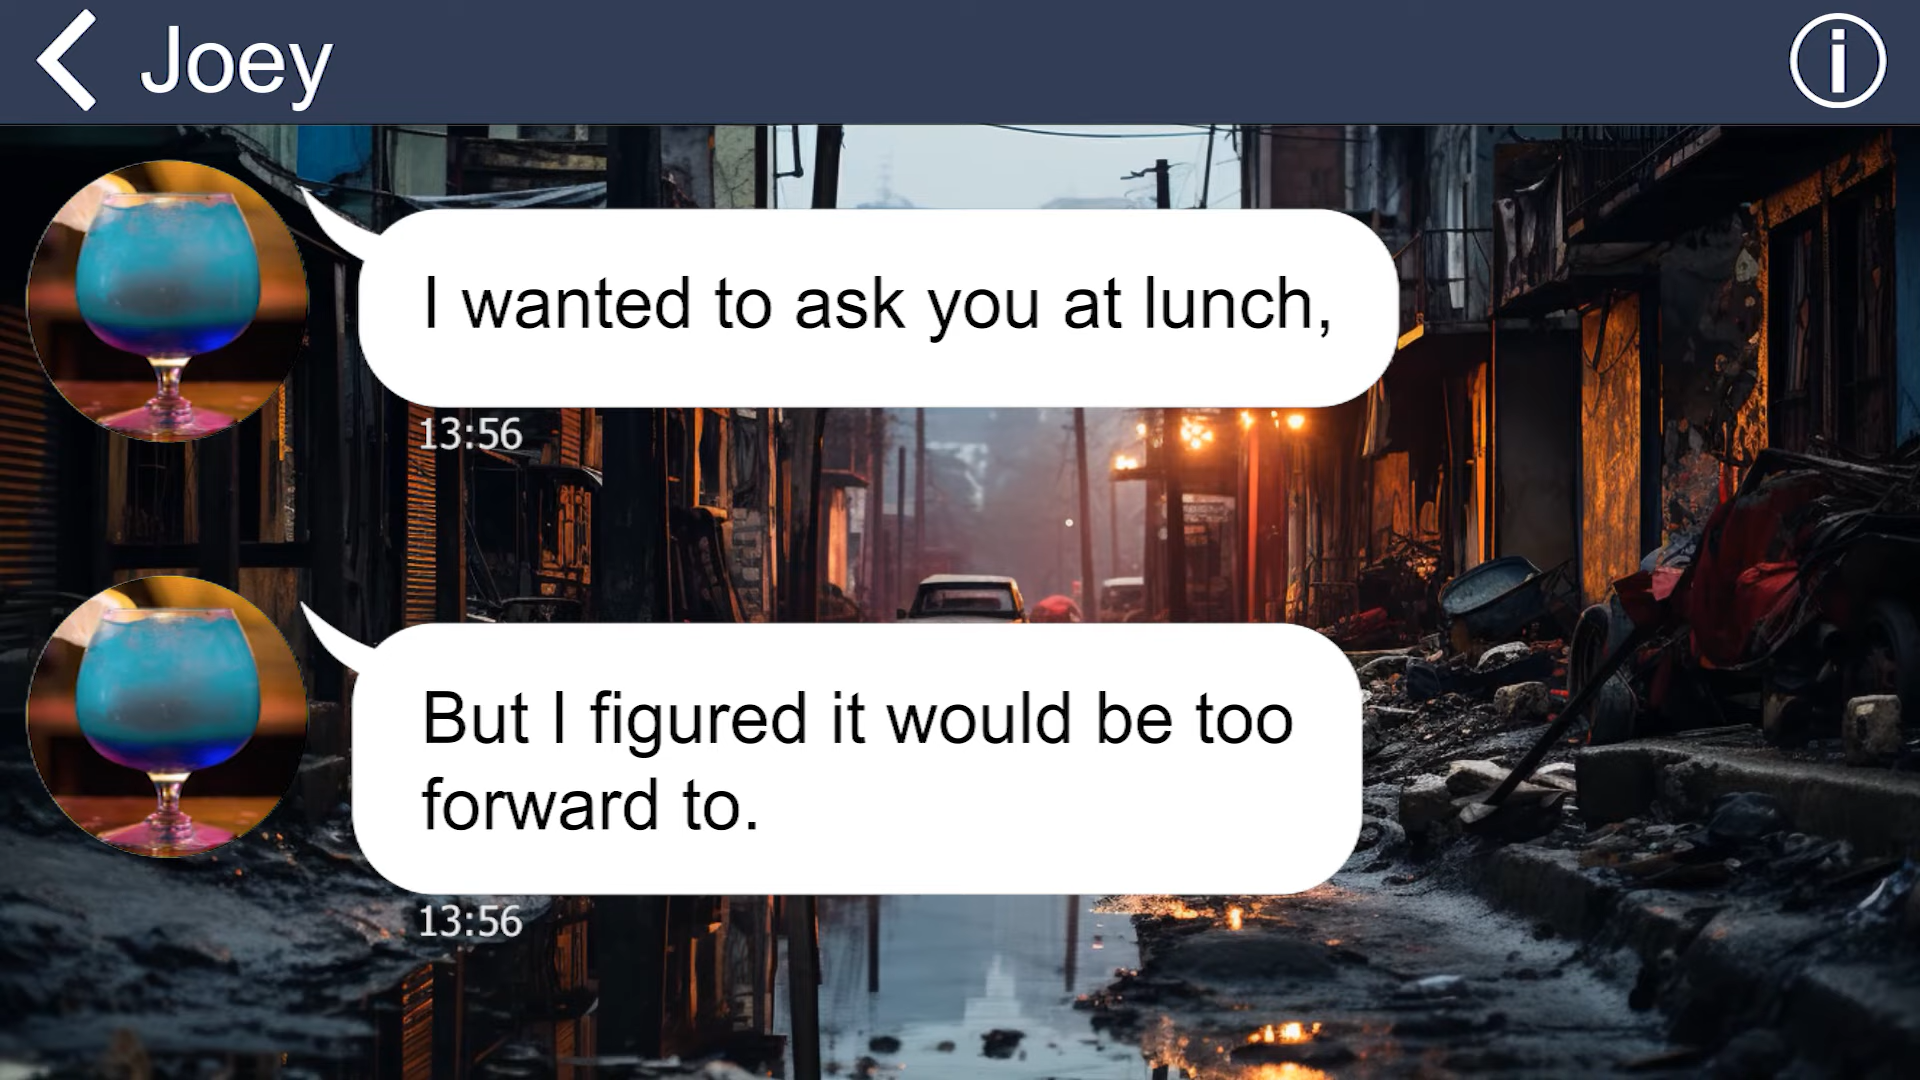 Joey
I wanted to ask you at lunch,
13:56
But I figured it would be too
forward to.
13:56